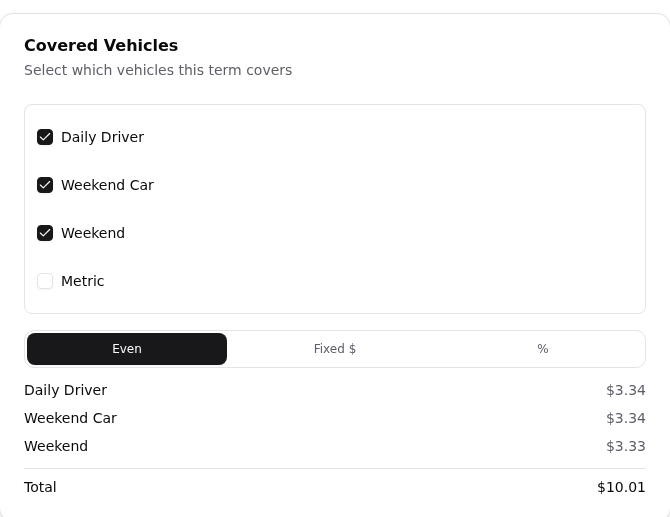 Covered Vehicles
Select which vehicles this term covers
Daily Driver
Weekend Car
Weekend
Metric
Even Fixed $ %
Daily Driver $3.34
Weekend Car $3.34
Weekend $3.33
Total $10.01